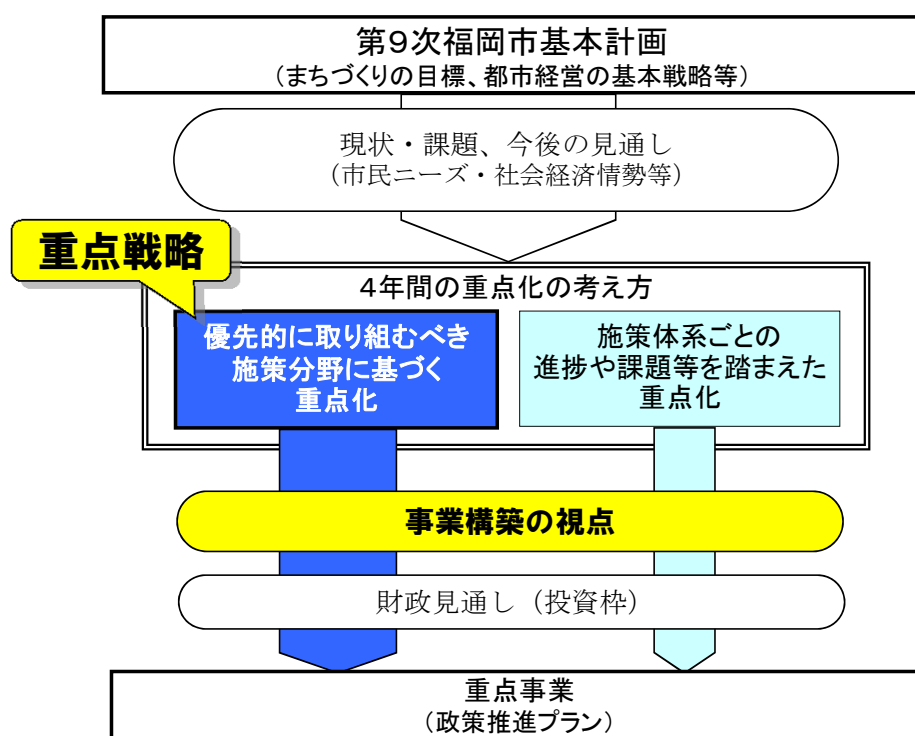 第９次福岡市基本計画
（まちづくりの目標、都市経営の基本戦略等）
現状・課題、今後の見通し
（市民ニーズ・社会経済情勢等）
重点戦略
４年間の重点化の考え方
優先的に取り組むべき
施策分野に基づく
重点化
施策体系ごとの
進捗や課題等を踏まえた
重点化
事業構築の視点
財政見通し（投資枠）
重点事業
（政策推進プラン）